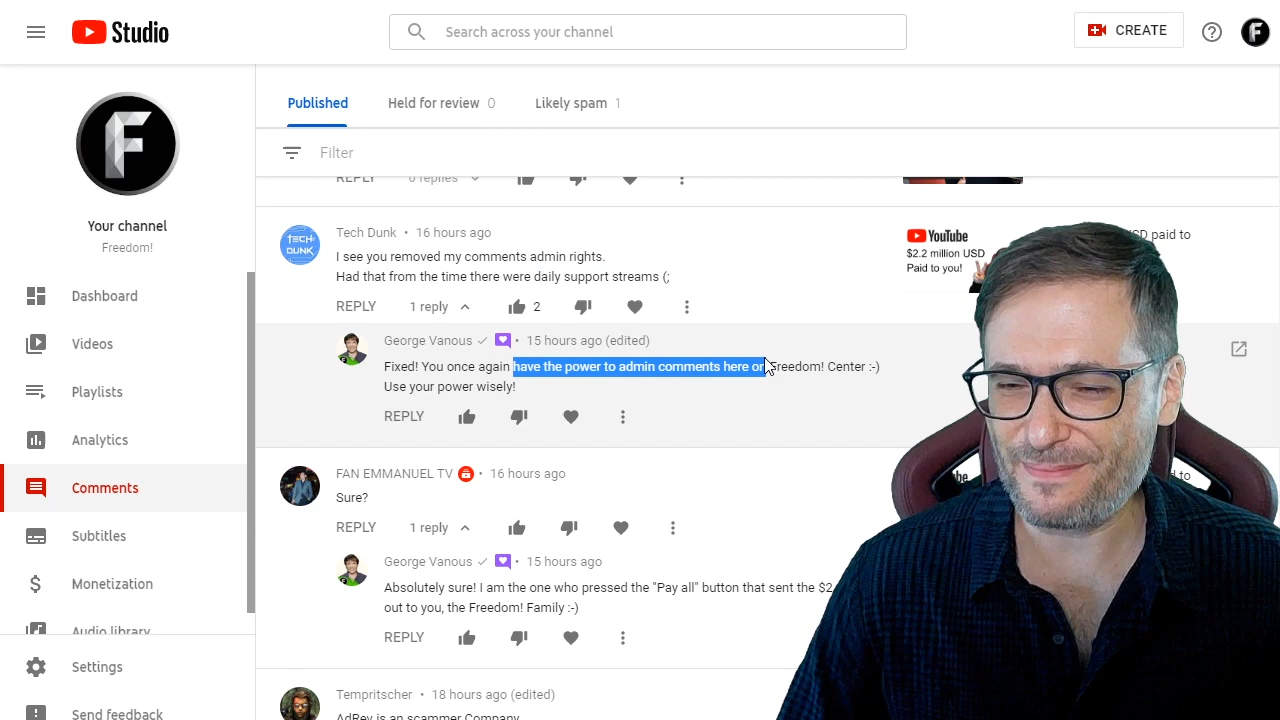 Studio
Search across your channel
CREATE
F
F
Your channel
Freedom!
Dashboard
Videos
Playlists
Analytics
Comments
Subtitles
Monetization
Audio library
Settings
Send feedback
Published
Held for review 0
Likely spam 1
Filter
REPLY 0 replies
TECH DUNK
Tech Dunk • 16 hours ago
I see you removed my comments admin rights.
Had that from the time there were daily support streams (;
REPLY 1 reply 2
YouTube
$2.2 million USD
Paid to you!
USD paid to
George Vanous • 15 hours ago (edited)
Fixed! You once again have the power to admin comments here on Freedom! Center :-)
Use your power wisely!
REPLY
FAN EMMANUEL TV • 16 hours ago
Sure?
REPLY 1 reply
to
George Vanous • 15 hours ago
Absolutely sure! I am the one who pressed the "Pay all" button that sent the $2
out to you, the Freedom! Family :-)
REPLY
Tempritscher • 18 hours ago (edited)
AdRev is an scammer Company